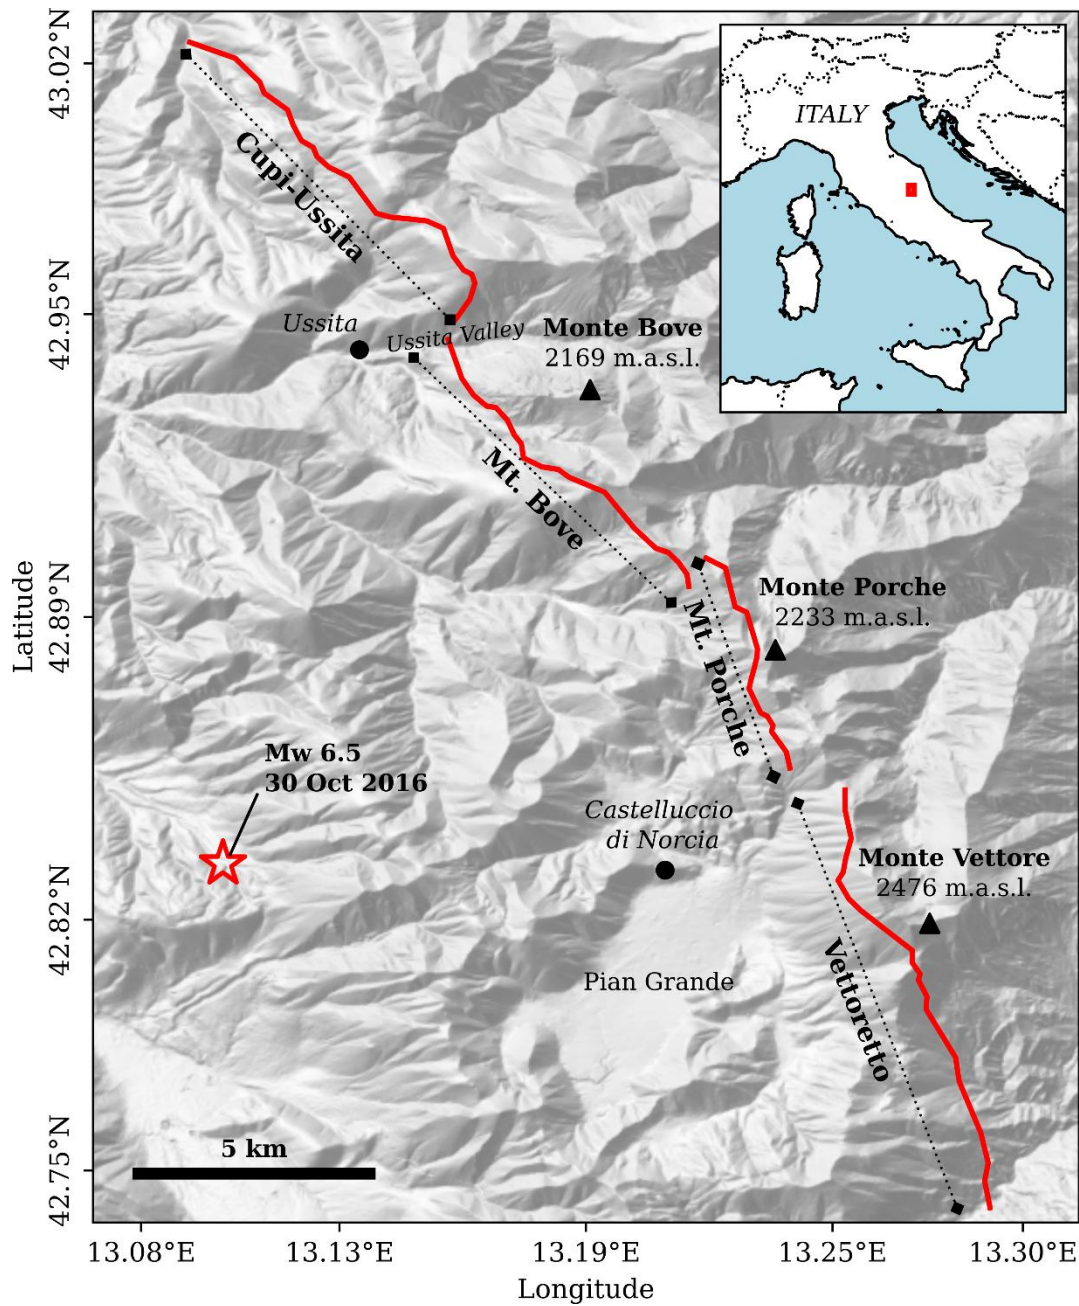 43.02°N
42.95°N
42.89°N
42.82°N
42.75°N
Latitude
ITALY
Cupi-Ussita
Ussita
Ussita Valley
Monte Bove
2169 m.a.s.l.
Mt. Bove
Monte Porche
2233 m.a.s.l.
Mt. Porche
Mw 6.5
30 Oct 2016
Castelluccio
di Norcia
Monte Vettore
2476 m.a.s.l.
Vettoretto
Pian Grande
5 km
13.08°E
13.13°E
13.19°E
13.25°E
13.30°E
Longitude